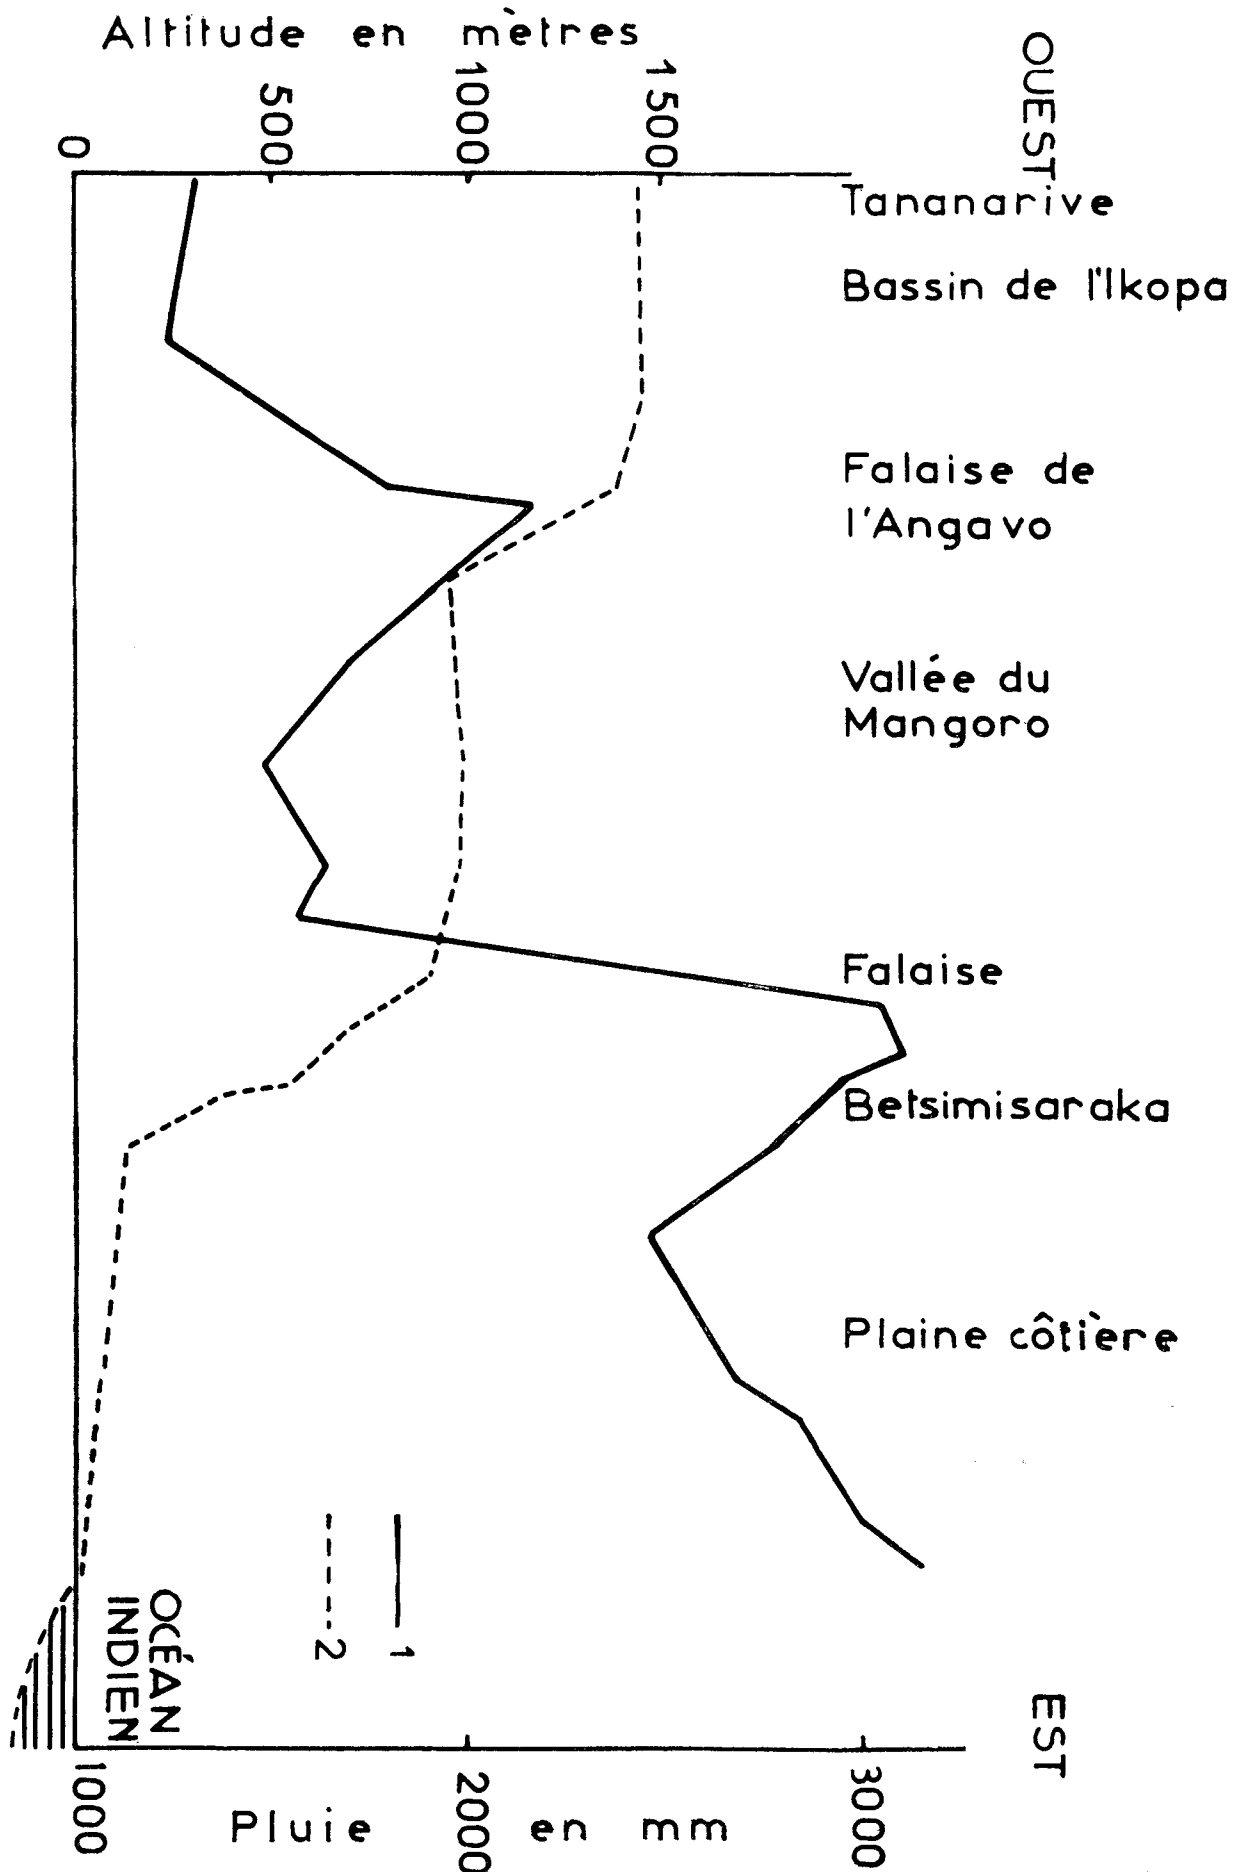 Altitude en mètres
0
500
1000
1500
OUEST
Tananarive
Bassin de l'Ikopa
Falaise de
l'Angavo
Vallée du
Mangoro
Falaise
Betsimisaraka
Plaine côtière
1
2
OCÉAN
INDIEN
EST
1000
2000
3000
Pluie en mm